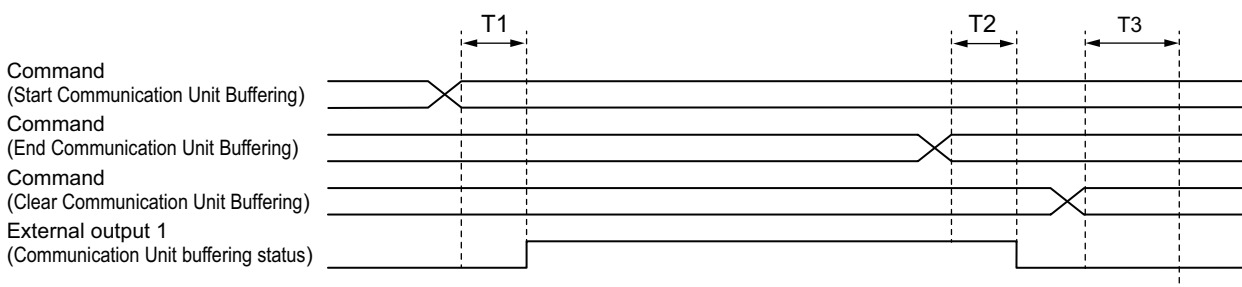 T1
T2
T3
Command
(Start Communication Unit Buffering)
Command
(End Communication Unit Buffering)
Command
(Clear Communication Unit Buffering)
External output 1
(Communication Unit buffering status)